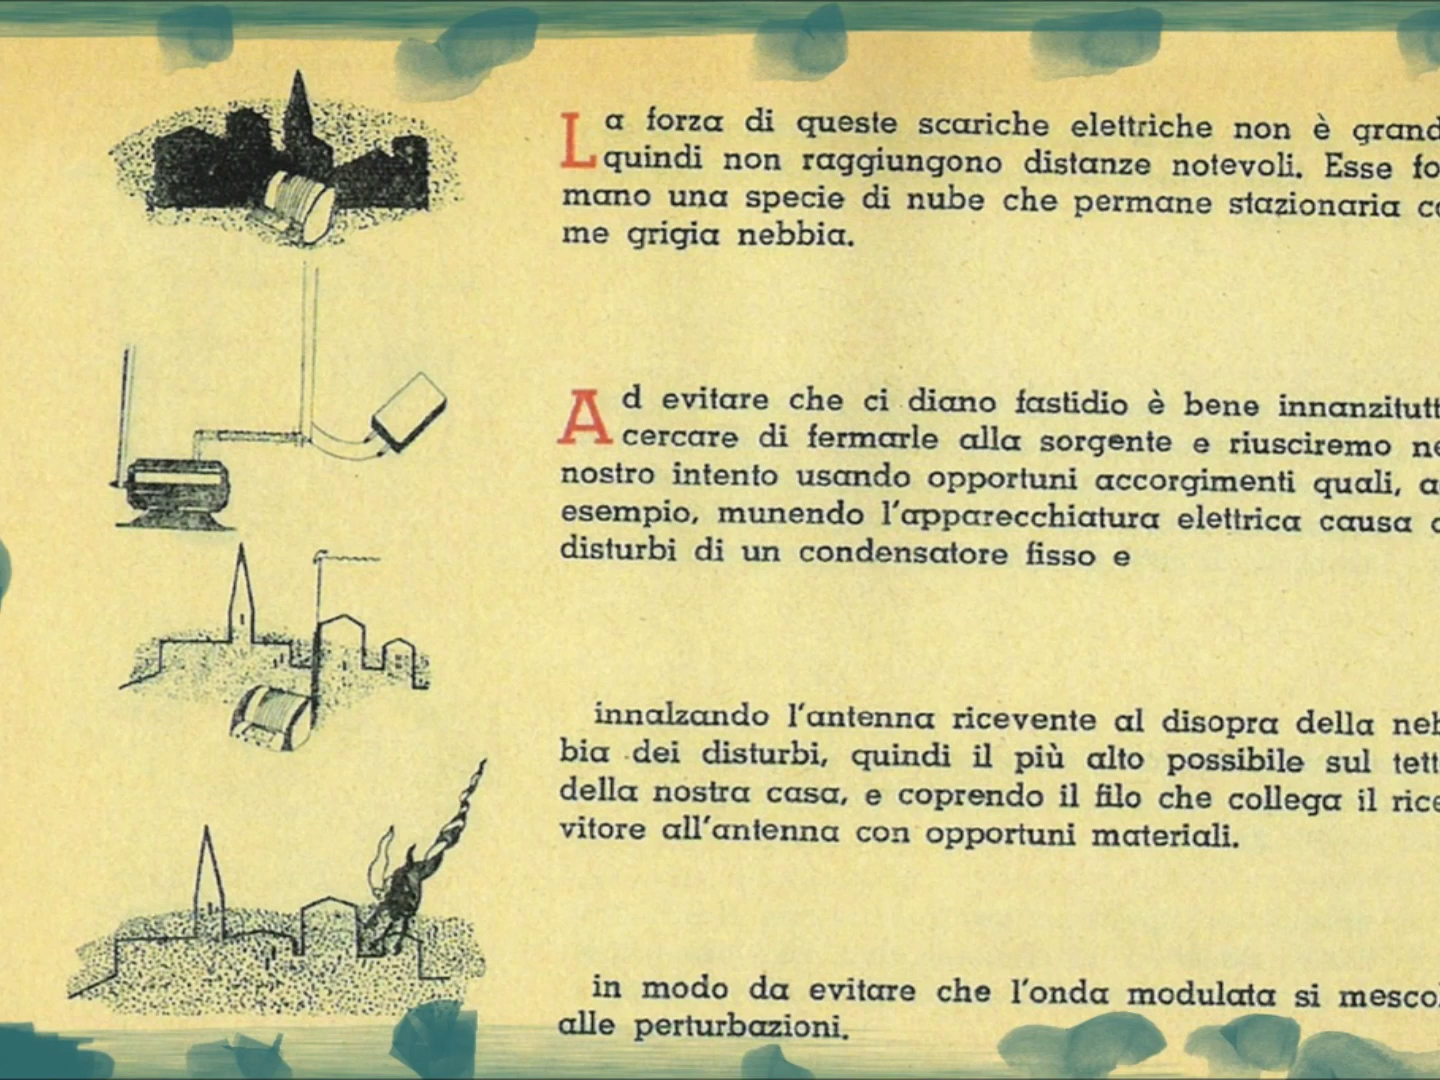 La forza di queste scariche elettriche non è grand
quindi non raggiungono distanze notevoli. Esse fo
mano una specie di nube che permane stazionaria co
me grigia nebbia.
Ad evitare che ci diano fastidio è bene innanzitutt
cercare di fermarle alla sorgente e riusciremo ne
nostro intento usando opportuni accorgimenti quali, a
esempio, munendo l'apparecchiatura elettrica causa d
disturbi di un condensatore fisso e
innalzando l'antenna ricevente al disopra della neb
bia dei disturbi, quindi il più alto possibile sul tett
della nostra casa, e coprendo il filo che collega il rice
vitore all'antenna con opportuni materiali.
in modo da evitare che l'onda modulata si mescol
alle perturbazioni.